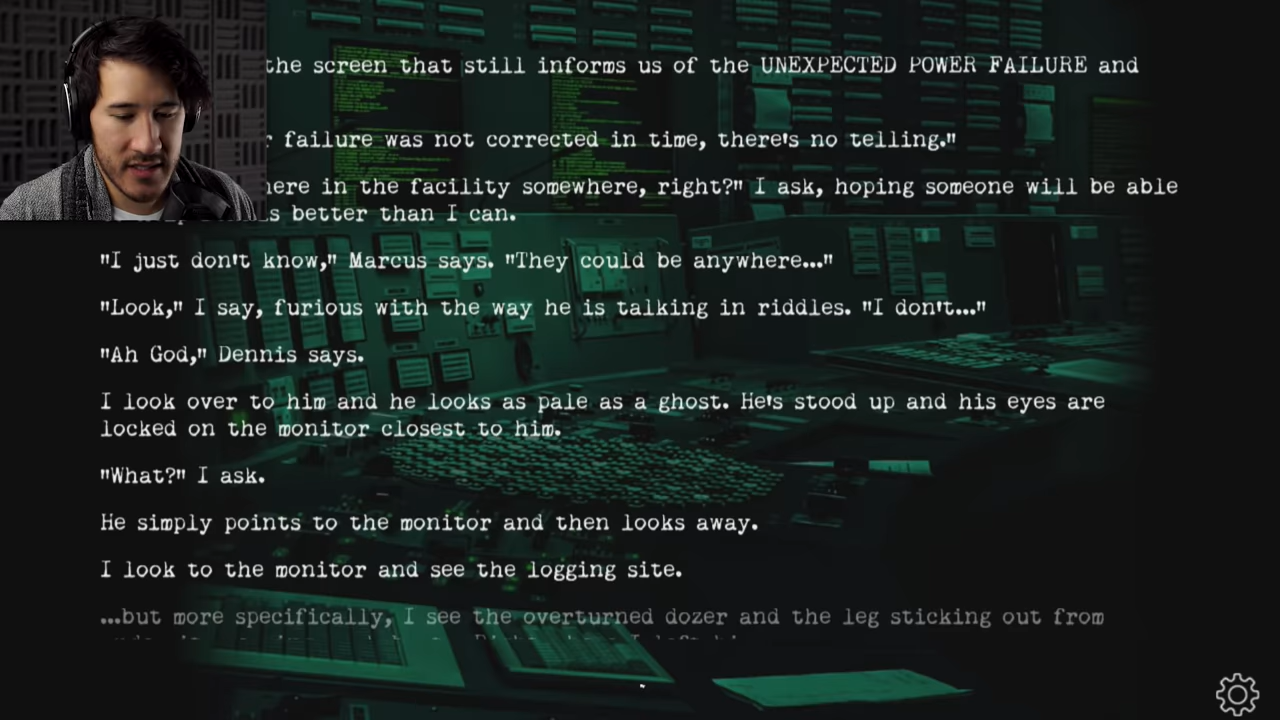 the screen that still informs us of the UNEXPECTED POWER FAILURE and
failure was not corrected in time, there's no telling."
here in the facility somewhere, right?" I ask, hoping someone will be able
better than I can.
"I just don't know," Marcus says. "They could be anywhere..."
"Look," I say, furious with the way he is talking in riddles. "I don't..."
"Ah God," Dennis says.
I look over to him and he looks as pale as a ghost. He's stood up and his eyes are
locked on the monitor closest to him.
"What?" I ask.
He simply points to the monitor and then looks away.
I look to the monitor and see the logging site.
...but more specifically, I see the overturned dozer and the leg sticking out from